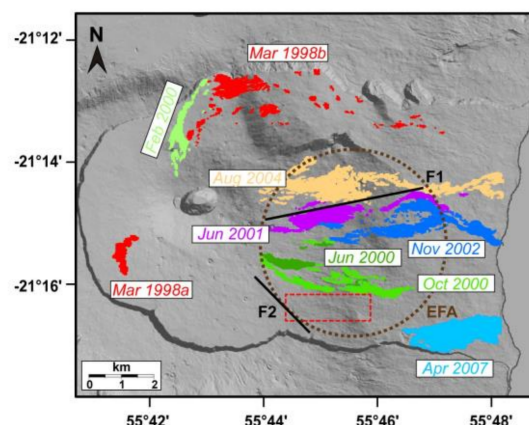 -21°12'
N
Mar 1998b
Feb 2000
-21°14'
Aug 2004
F1
Jun 2001
Nov 2002
Jun 2000
-21°16'
Mar 1998a
Oct 2000
F2
EFA
Apr 2007
km
0 1 2
55°42' 55°44' 55°46' 55°48'